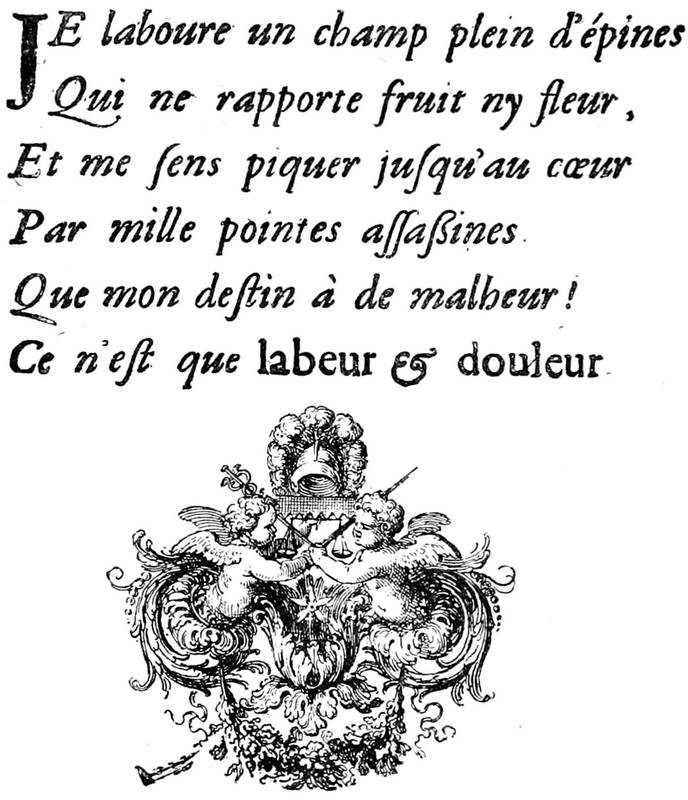 JE laboure un champ plein d'épines
Qui ne rapporte fruit ny fleur,
Et me ſens piquer juſqu'au cœur
Par mille pointes aſſaßines.
Que mon deſtin à de malheur!
Ce n'eſt que labeur & douleur.